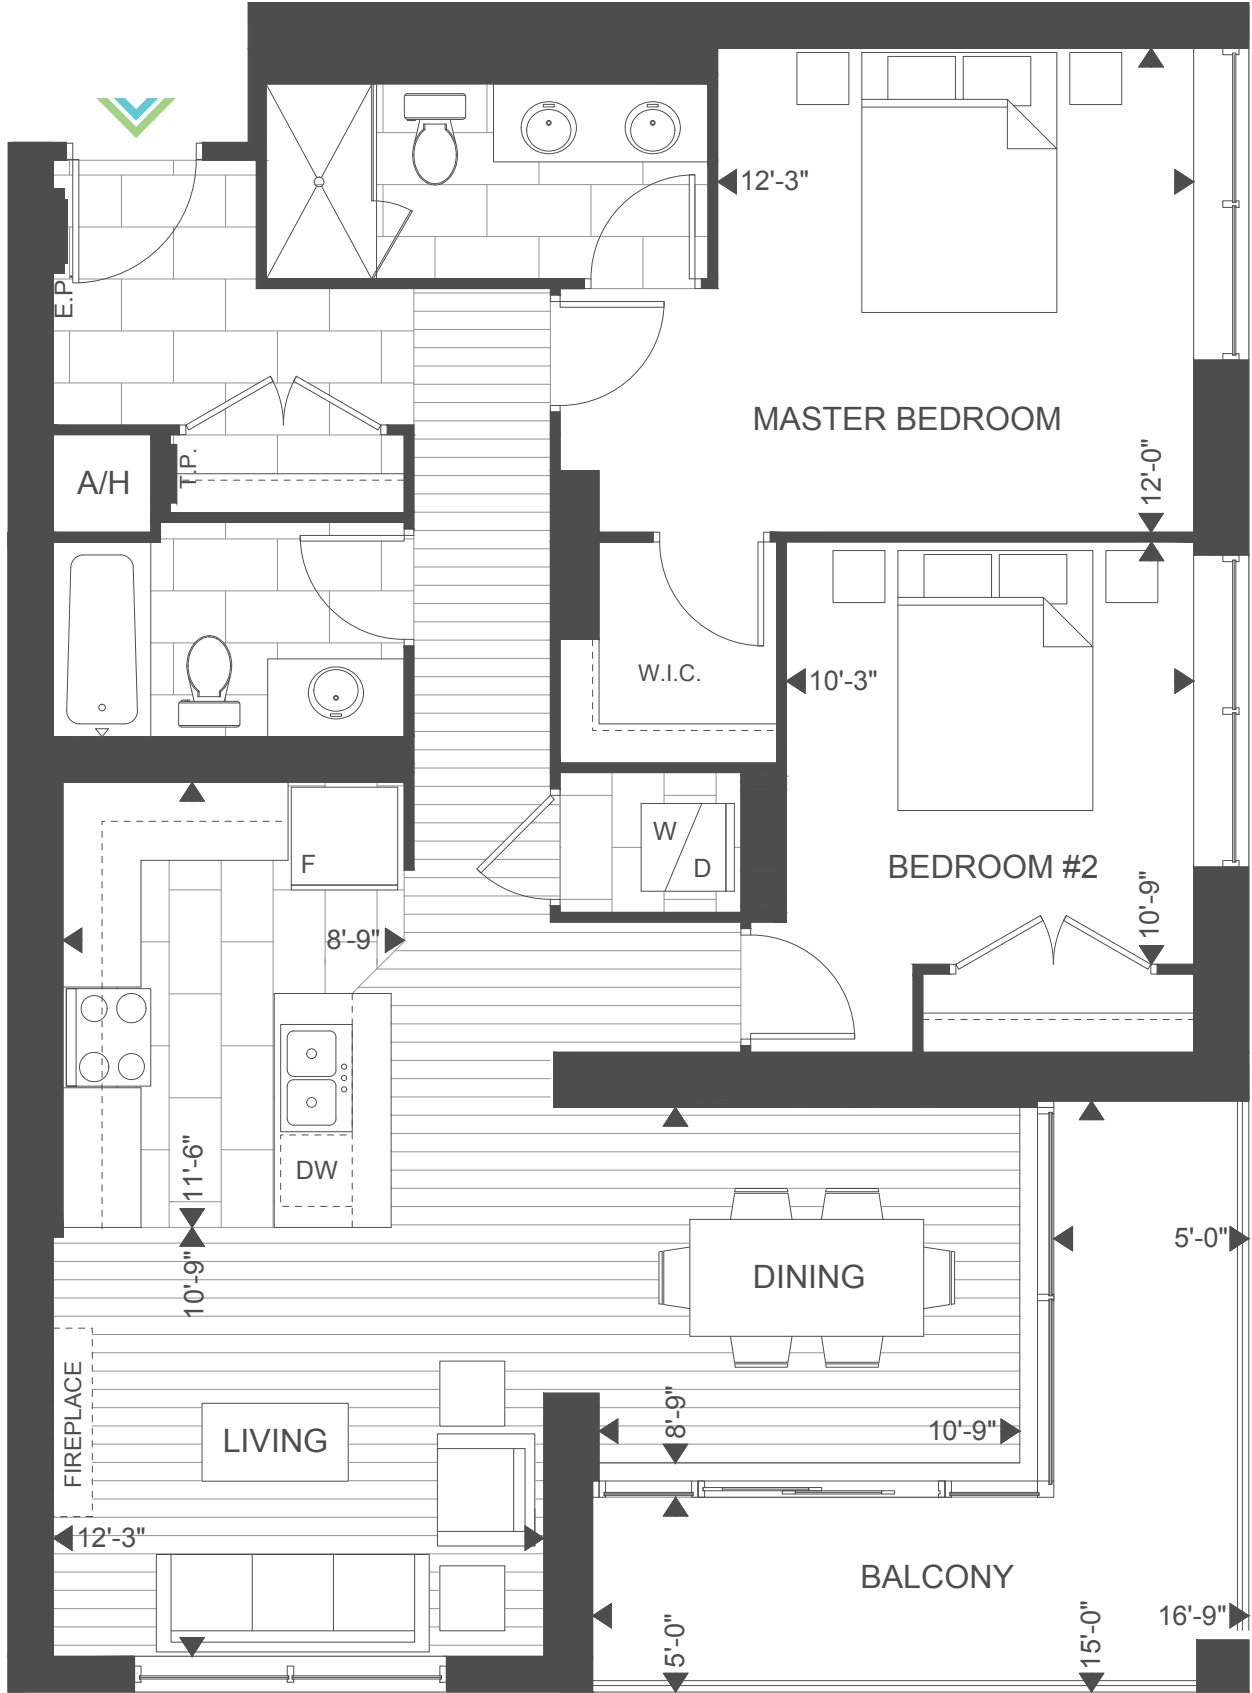 12'-3"
E.P.
MASTER BEDROOM
12'-0"
A/H
T.P.
W.I.C.
10'-3"
W
D
F
BEDROOM #2
10'-9"
8'-9"
11'-6"
DW
10'-9"
5'-0"
DINING
FIREPLACE
LIVING
8'-9"
10'-9"
12'-3"
BALCONY
5'-0"
15'-0"
16'-9"